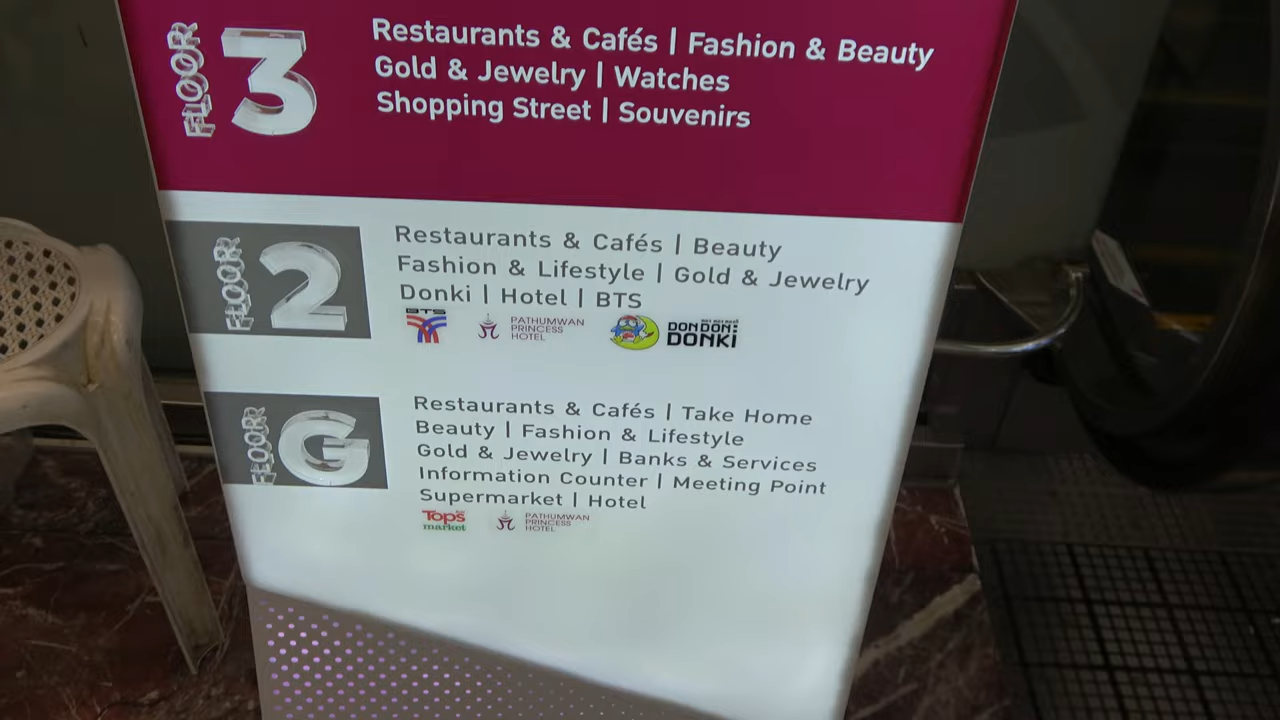 FLOOR 3
Restaurants & Cafés | Fashion & Beauty
Gold & Jewelry | Watches
Shopping Street | Souvenirs
FLOOR 2
Restaurants & Cafés | Beauty
Fashion & Lifestyle | Gold & Jewelry
Donki | Hotel | BTS
BTS
PATHUMWAN
PRINCESS
HOTEL
DON DON
DONKI
FLOOR G
Restaurants & Cafés | Take Home
Beauty | Fashion & Lifestyle
Gold & Jewelry | Banks & Services
Information Counter | Meeting Point
Supermarket | Hotel
Tops
market
PATHUMWAN
PRINCESS
HOTEL